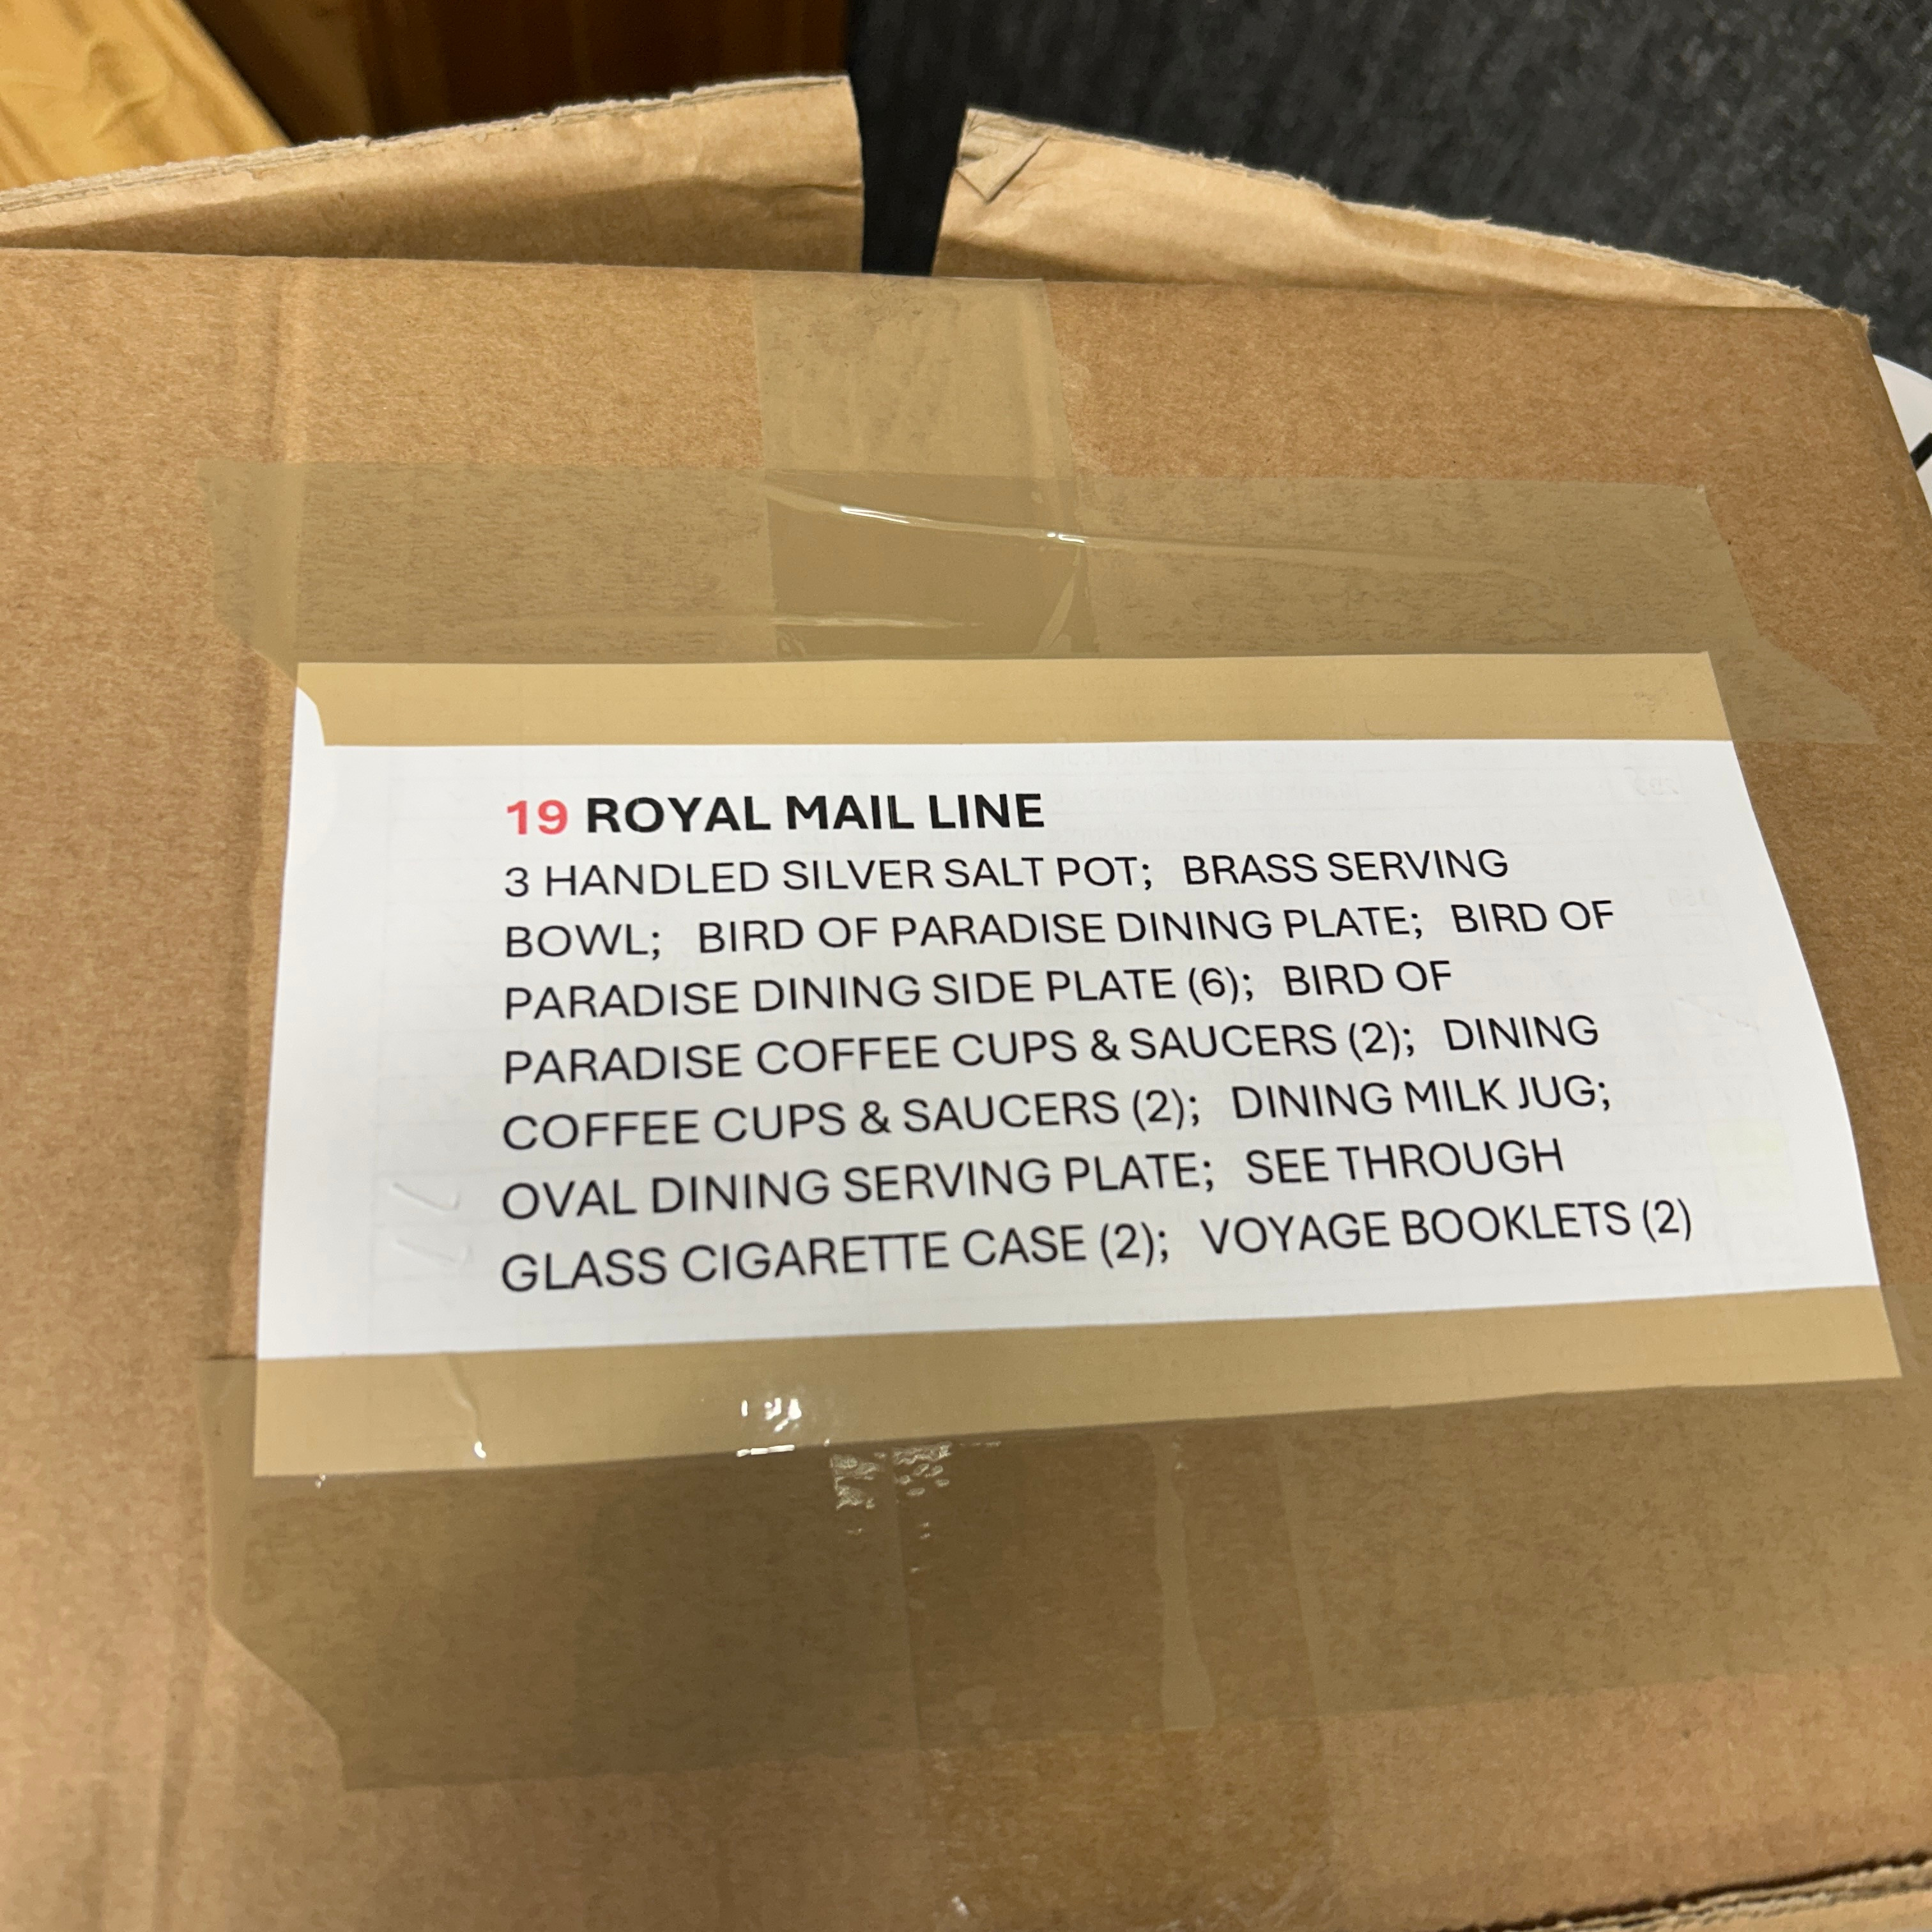 19 ROYAL MAIL LINE
3 HANDLED SILVER SALT POT; BRASS SERVING
BOWL; BIRD OF PARADISE DINING PLATE; BIRD OF
PARADISE DINING SIDE PLATE (6); BIRD OF
PARADISE COFFEE CUPS & SAUCERS (2); DINING
COFFEE CUPS & SAUCERS (2); DINING MILK JUG;
OVAL DINING SERVING PLATE; SEE THROUGH
GLASS CIGARETTE CASE (2); VOYAGE BOOKLETS (2)